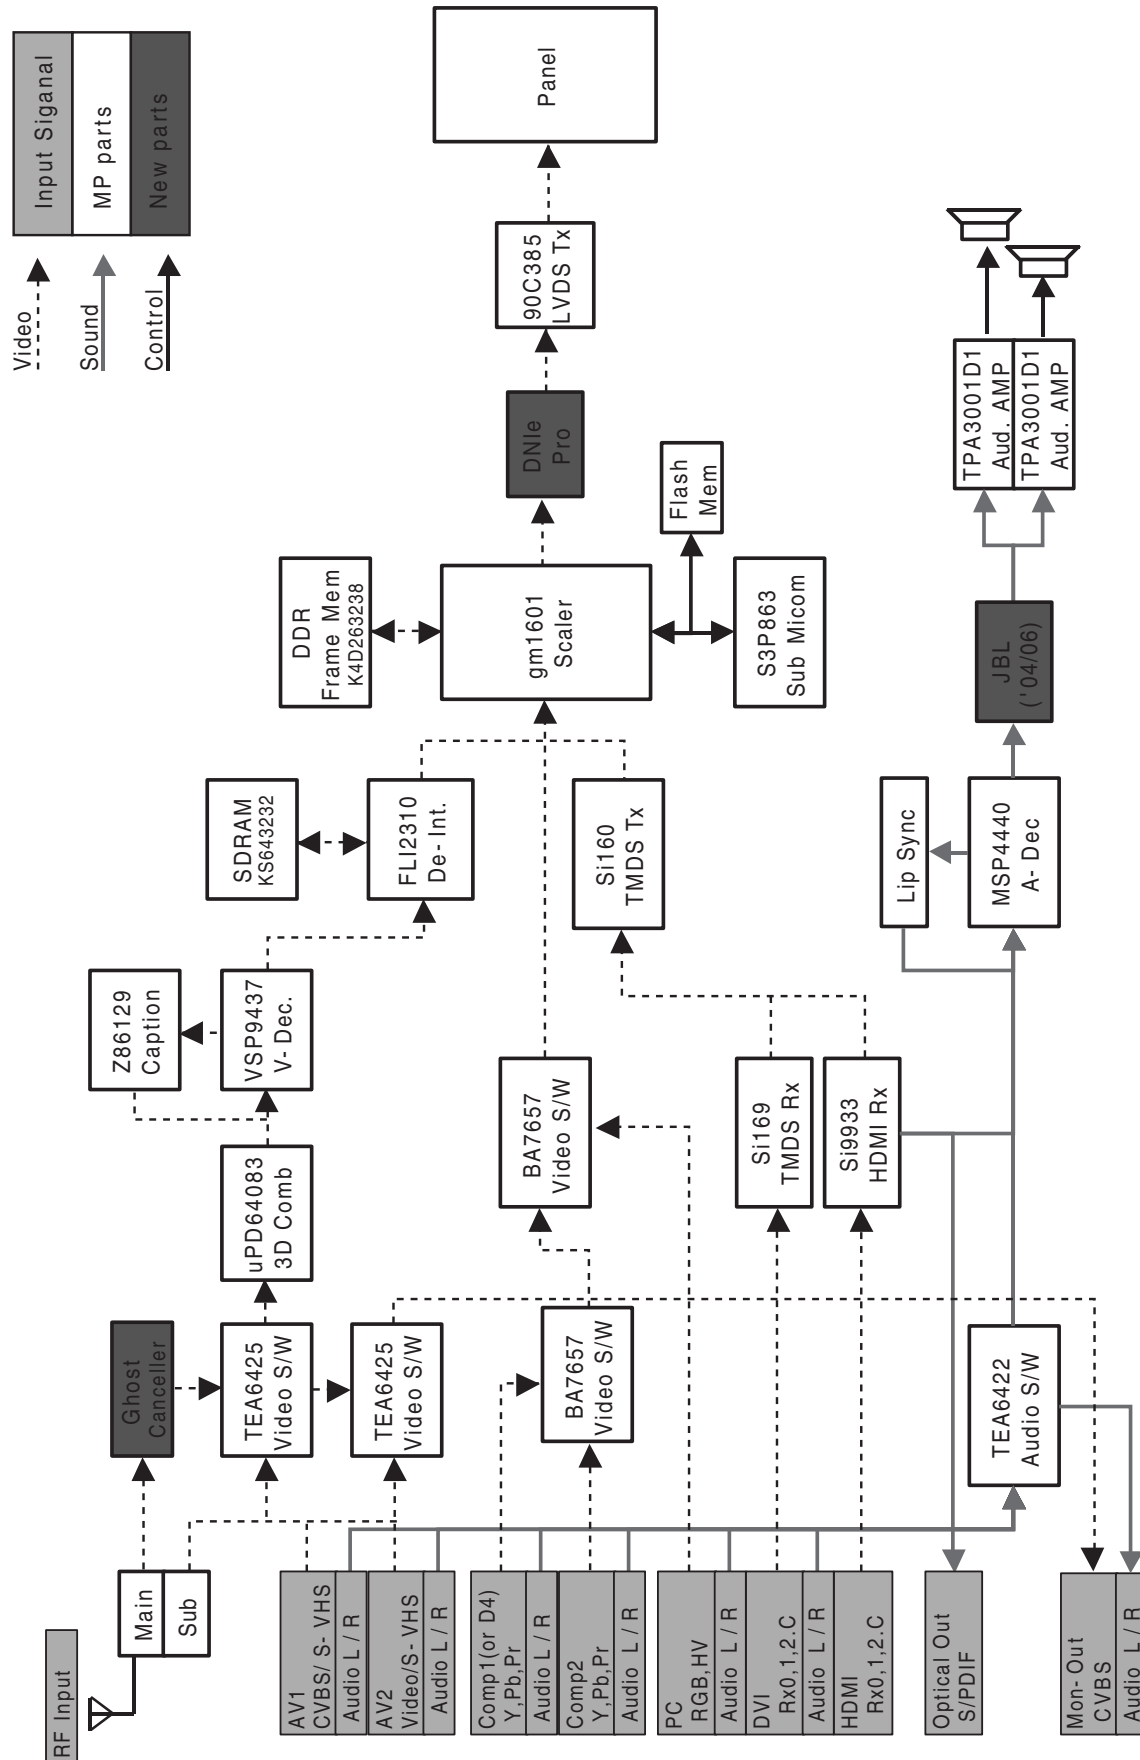 Video
Sound
Control
Input Siganal
MP parts
New parts
Panel
90C385
LVDS Tx
DNIe
Pro
Flash
Mem
DDR
Frame Mem
K4D263238
gm1601
Scaler
S3P863
Sub Micom
TPA3001D1
Aud. AMP
TPA3001D1
Aud. AMP
JBL
('04/06)
SDRAM
KS643232
FLI2310
De- Int.
Si160
TMDS Tx
Lip Sync
MSP4440
A- Dec
Z86129
Caption
VSP9437
V- Dec.
uPD64083
3D Comb
BA7657
Video S/W
Si169
TMDS Rx
Si9933
HDMI Rx
Ghost
Canceller
TEA6425
Video S/W
TEA6425
Video S/W
BA7657
Video S/W
TEA6422
Audio S/W
RF Input
Main
Sub
AV1
CVBS/ S- VHS
Audio L / R
AV2
Video/S- VHS
Audio L / R
Comp1(or D4)
Y,Pb,Pr
Audio L / R
Comp2
Y,Pb,Pr
Audio L / R
PC
RGB,HV
Audio L / R
DVI
Rx0,1,2.C
Audio L / R
HDMI
Rx0,1,2.C
Optical Out
S/PDIF
Mon- Out
CVBS
Audio L / R